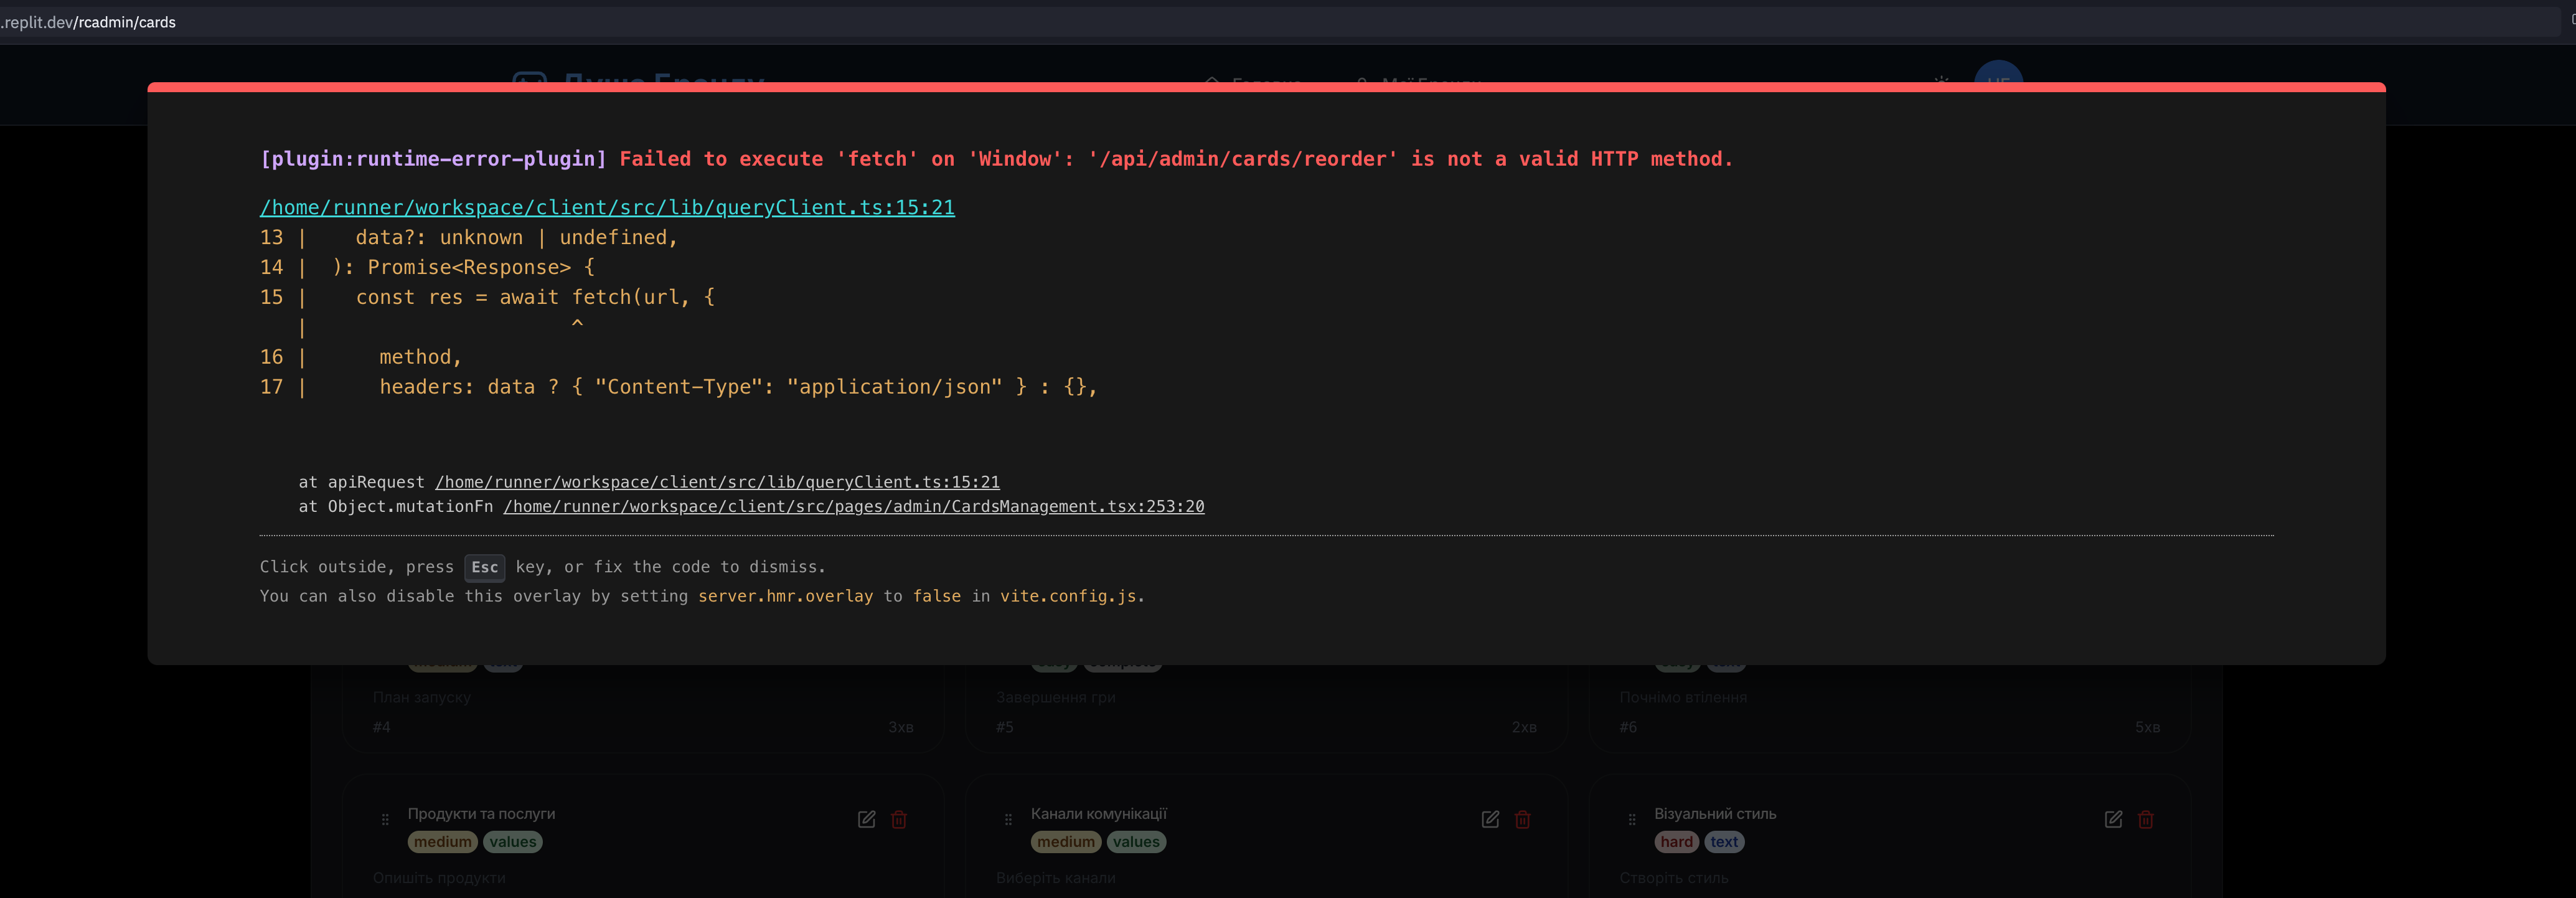 .replit.dev/rcadmin/cards
Душа Бренду
Головна
Мої Бренди
[plugin:runtime-error-plugin] Failed to execute 'fetch' on 'Window': '/api/admin/cards/reorder' is not a valid HTTP method.
/home/runner/workspace/client/src/lib/queryClient.ts:15:21
13 |    data?: unknown | undefined,
14 |  ): Promise<Response> {
15 |    const res = await fetch(url, {
   |                      ^
16 |      method,
17 |      headers: data ? { "Content-Type": "application/json" } : {},
at apiRequest /home/runner/workspace/client/src/lib/queryClient.ts:15:21
at Object.mutationFn /home/runner/workspace/client/src/pages/admin/CardsManagement.tsx:253:20
Click outside, press Esc key, or fix the code to dismiss.
You can also disable this overlay by setting server.hmr.overlay to false in vite.config.js.
План запуску
Завершення гри
Почнімо втілення
#4 3хв
#5 2хв
#6 5хв
Продукти та послуги
Канали комунікації
Візуальний стиль
medium values
medium values
hard text
Опишіть продукти
Виберіть канали
Створіть стиль